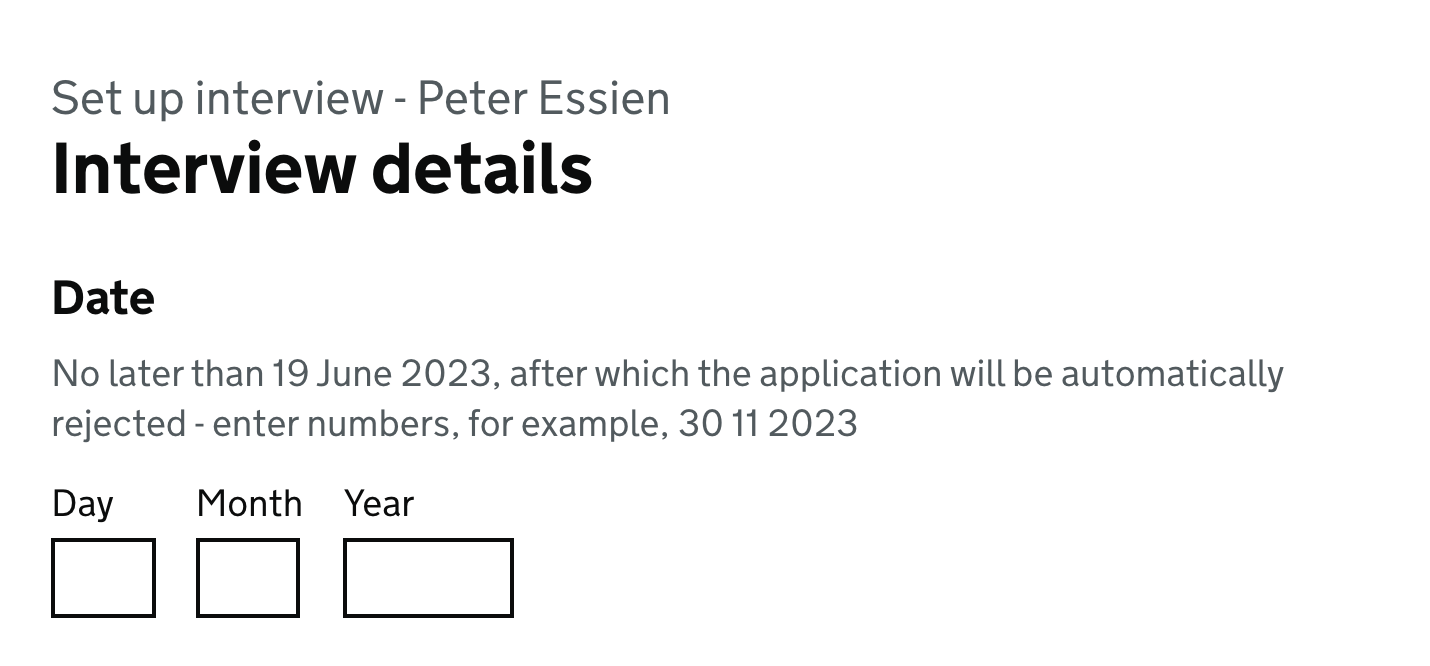 Set up interview - Peter Essien
Interview details
Date
No later than 19 June 2023, after which the application will be automatically
rejected - enter numbers, for example, 30 11 2023
Day Month Year